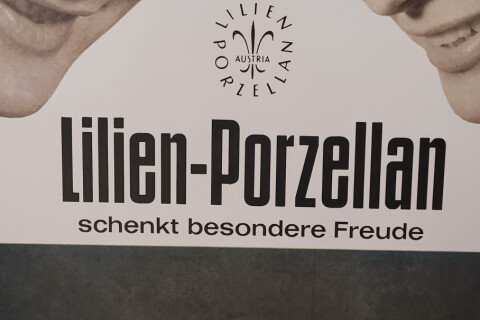 LILIEN PORZELLAN
AUSTRIA
Lilien-Porzellan
schenkt besondere Freude